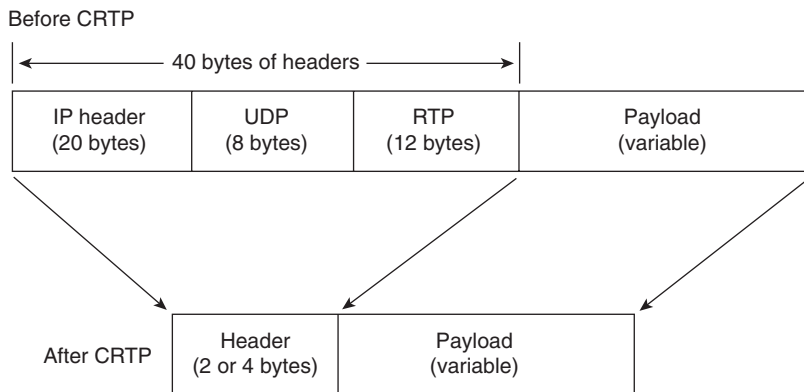 Before CRTP
40 bytes of headers
IP header
(20 bytes)
UDP
(8 bytes)
RTP
(12 bytes)
Payload
(variable)
After CRTP
Header
(2 or 4 bytes)
Payload
(variable)